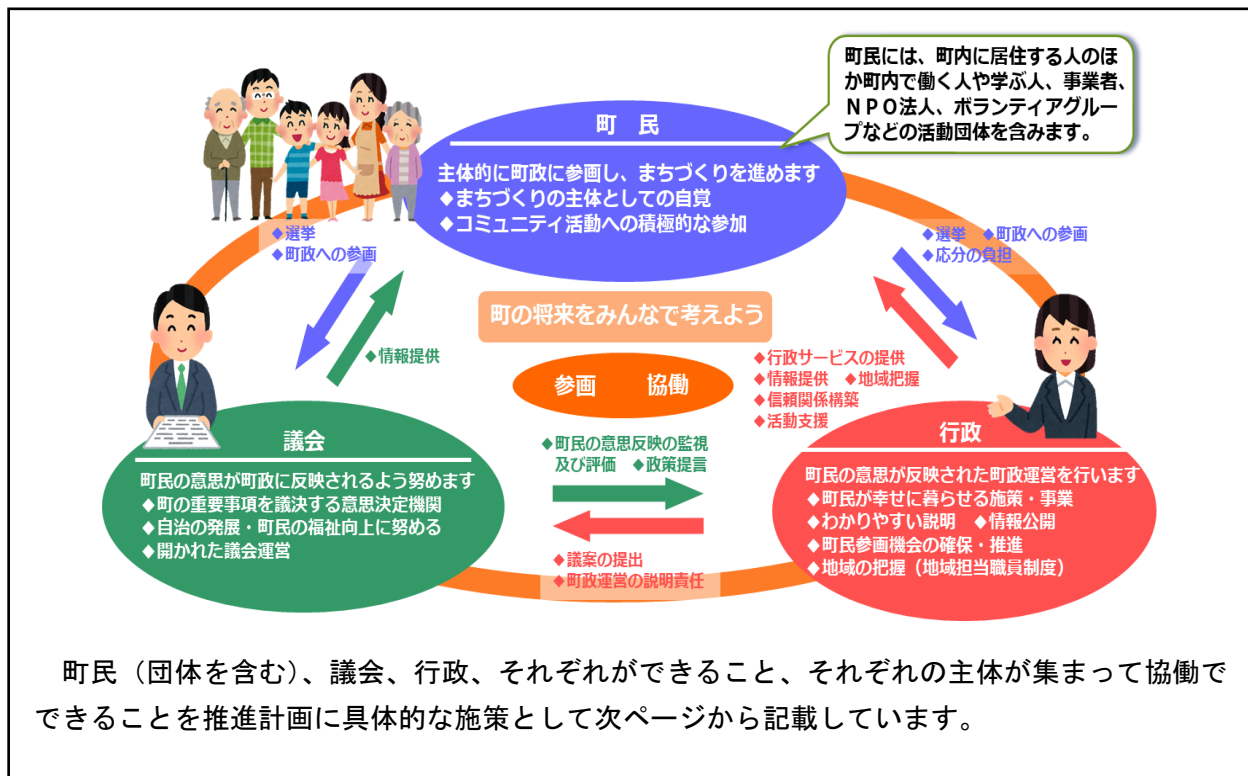 町民には、町内に居住する人のほ
か町内で働く人や学ぶ人、事業者、
ＮＰＯ法人、ボランティアグルー
プなどの活動団体を含みます。
町　民
主体的に町政に参画し、まちづくりを進めます
◆まちづくりの主体としての自覚
◆コミュニティ活動への積極的な参加
◆選挙
◆町政への参画
◆選挙　◆町政への参画
◆応分の負担
町の将来をみんなで考えよう
◆情報提供
参画　協働
◆行政サービスの提供
◆情報提供　◆地域把握
◆信頼関係構築
◆活動支援
議会
町民の意思が町政に反映されるよう努めます
◆町の重要事項を議決する意思決定機関
◆自治の発展・町民の福祉向上に努める
◆開かれた議会運営
◆町民の意思反映の監視
及び評価　◆政策提言
◆議案の提出
◆町政運営の説明責任
行政
町民の意思が反映された町政運営を行います
◆町民が幸せに暮らせる施策・事業
◆わかりやすい説明　◆情報公開
◆町民参画機会の確保・推進
◆地域の把握（地域担当職員制度）
町民（団体を含む）、議会、行政、それぞれができること、それぞれの主体が集まって協働で
できることを推進計画に具体的な施策として次ページから記載しています。